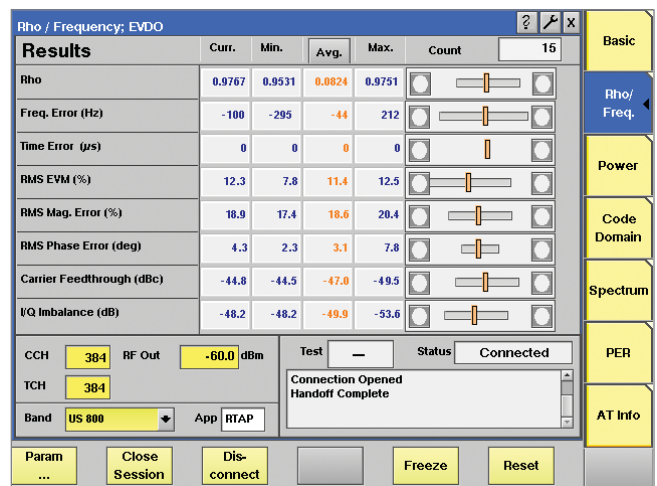 Rho / Frequency; EVDO ? X
Results Curr. Min. Avg. Max. Count 15
Rho 0.9767 0.9531 0.0824 0.9751
Freq. Error (Hz) -100 -295 -44 212
Time Error (µs) 0 0 0 0
RMS EVM (%) 12.3 7.8 11.4 12.5
RMS Mag. Error (%) 18.9 17.4 18.6 20.4
RMS Phase Error (deg) 4.3 2.3 3.1 7.8
Carrier Feedthrough (dBc) -44.8 -44.5 -47.0 -49.5
I/Q Imbalance (dB) -48.2 -48.2 -49.9 -53.6
CCH 384 RF Out -60.0 dBm Test — Status Connected
TCH 384
Connection Opened
Handoff Complete
Band US 800 App RTAP
Param
...
Close
Session
Dis-
connect
Freeze
Reset
Basic
Rho/
Freq.
Power
Code
Domain
Spectrum
PER
AT Info